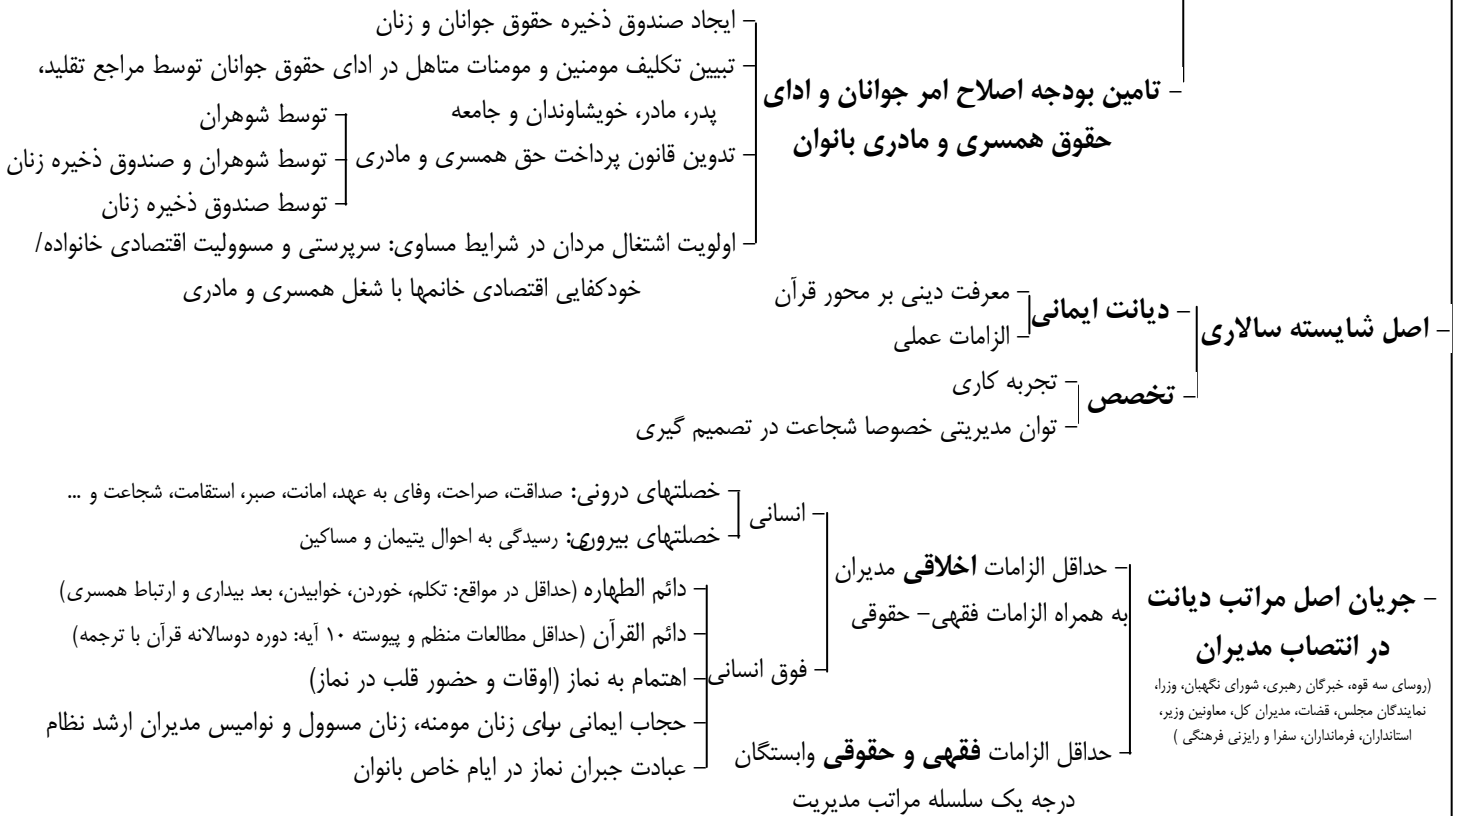 – تامین بودجه اصلاح امر جوانان و ادای
حقوق همسری و مادری بانوان
– ایجاد صندوق ذخیره حقوق جوانان و زنان
– تبیین تکلیف مومنین و مومنات متاهل در ادای حقوق جوانان توسط مراجع تقلید،
پدر، مادر، خویشاوندان و جامعه
– تدوین قانون پرداخت حق همسری و مادری
– توسط شوهران
– توسط شوهران و صندوق ذخیره زنان
– توسط صندوق ذخیره زنان
– اولویت اشتغال مردان در شرایط مساوی: سرپرستی و مسوولیت اقتصادی خانواده/
خودکفایی اقتصادی خانمها با شغل همسری و مادری
– اصل شایسته سالاری
– دیانت ایمانی
– معرفت دینی بر محور قرآن
– الزامات عملی
– تخصص
– تجربه کاری
– توان مدیریتی خصوصا شجاعت در تصمیم گیری
– جریان اصل مراتب دیانت
در انتصاب مدیران
(روسای سه قوه، خبرگان رهبری، شورای نگهبان، وزرا،
نمایندگان مجلس، قضات، مدیران کل، معاونین وزیر،
استانداران، فرمانداران، سفرا و رایزنی فرهنگی )
– حداقل الزامات اخلاقی مدیران
به همراه الزامات فقهی– حقوقی
– انسانی
– خصلتهای درونی: صداقت، صراحت، وفای به عهد، امانت، صبر، استقامت، شجاعت و ...
– خصلتهای بیرونی: رسیدگی به احوال یتیمان و مساکین
– فوق انسانی
– دائم الطهاره (حداقل در مواقع: تکلم، خوردن، خوابیدن، بعد بیداری و ارتباط همسری)
– دائم القرآن (حداقل مطالعات منظم و پیوسته ۱۰ آیه: دوره دوسالانه قرآن با ترجمه)
– اهتمام به نماز (اوقات و حضور قلب در نماز)
– حجاب ایمانی برای زنان مومنه، زنان مسوول و نوامیس مدیران ارشد نظام
– عبادت جبران نماز در ایام خاص بانوان
– حداقل الزامات فقهی و حقوقی وابستگان
درجه یک سلسله مراتب مدیریت